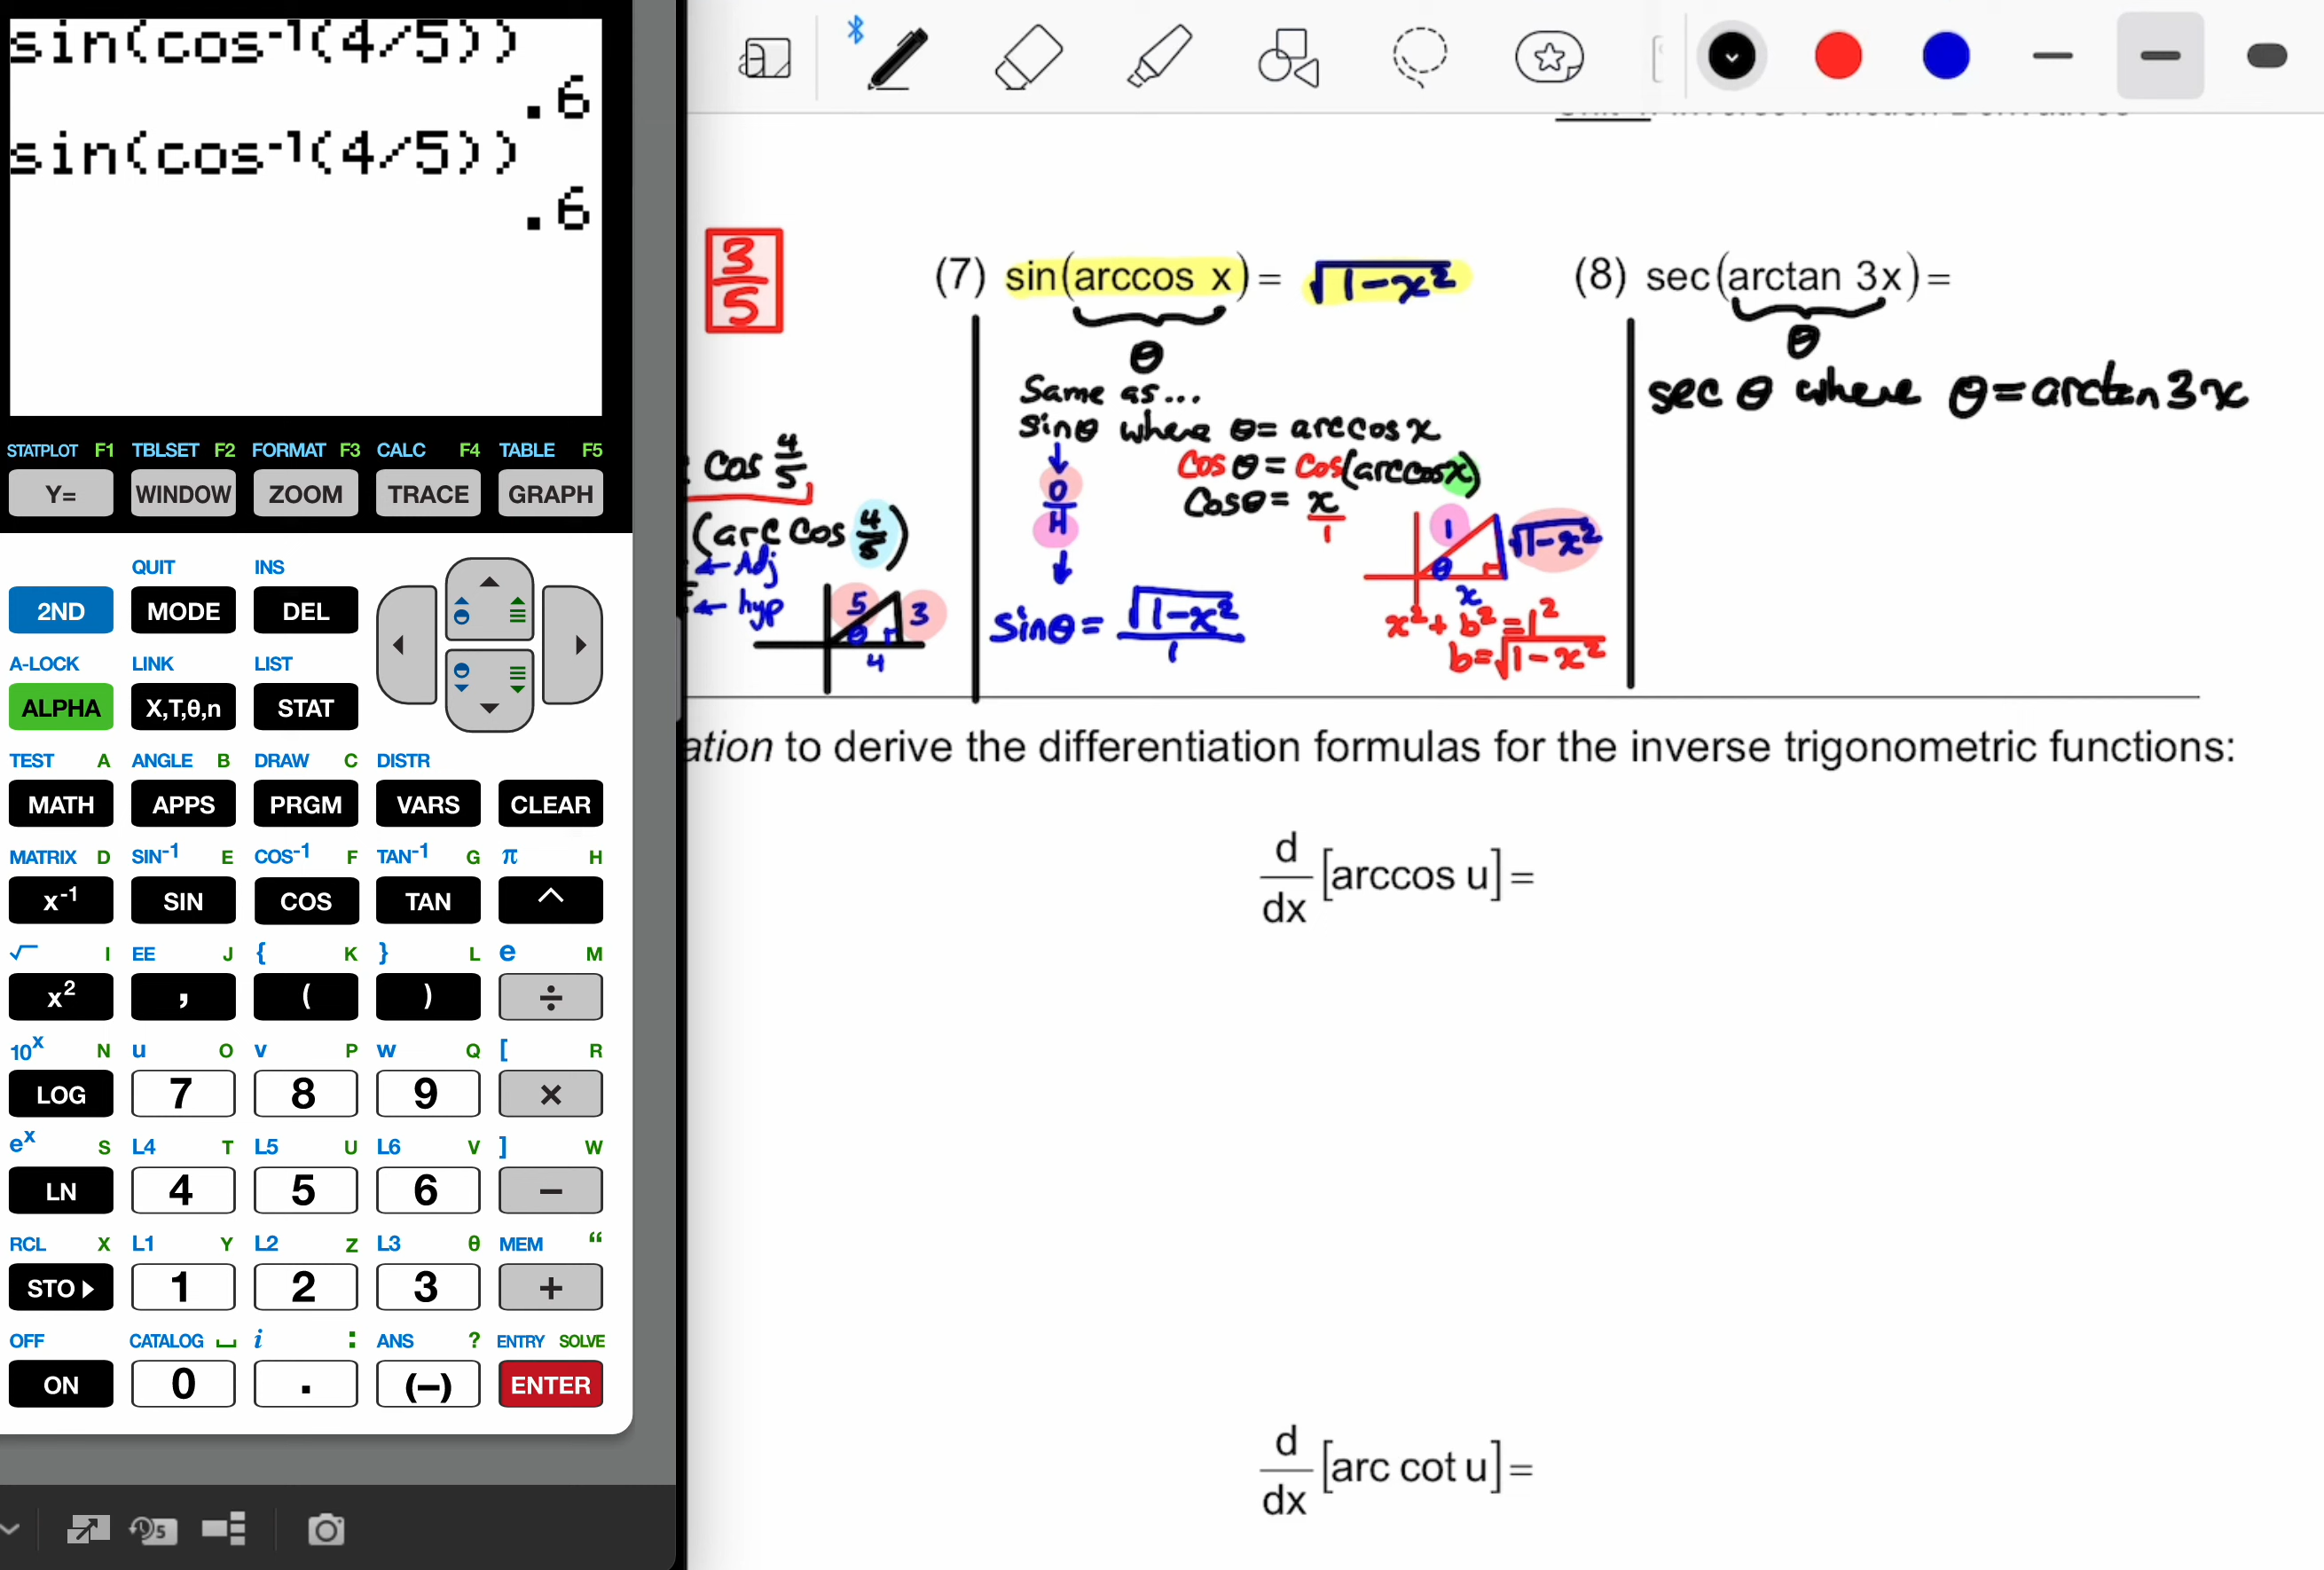 sin(cos⁻¹(4/5))
.6
sin(cos⁻¹(4/5))
.6
STATPLOT F1 TBLSET F2 FORMAT F3 CALC F4 TABLE F5
Y= WINDOW ZOOM TRACE GRAPH
QUIT INS
2ND MODE DEL
A-LOCK LINK LIST
ALPHA X,T,θ,n STAT
TEST A ANGLE B DRAW C DISTR
MATH APPS PRGM VARS CLEAR
MATRIX D SIN⁻¹ E COS⁻¹ F TAN⁻¹ G π H
x⁻¹ SIN COS TAN ^
√ I EE J { K } L e M
x² , ( ) ÷
10ˣ N u O v P w Q [ R
LOG 7 8 9 ×
eˣ S L4 T L5 U L6 V ] W
LN 4 5 6 −
RCL X L1 Y L2 Z L3 θ MEM “
STO▸ 1 2 3 +
OFF CATALOG ⎵ i : ANS ? ENTRY SOLVE
ON 0 . (–) ENTER
3/5
cos 4/5
(arc cos 4/5)
← Adj
← hyp
5 3
θ
4
(7) sin(arccos x) = √1-x²
θ
Same as...
sinθ where θ = arccos x
↓ cos θ = cos(arccos x)
O/H cosθ = x/1
↓
sinθ = √1-x²/1
1 √1-x²
θ
x
x² + b² = 1²
b = √1-x²
(8) sec(arctan 3x) =
θ
sec θ where θ = arctan 3x
ation to derive the differentiation formulas for the inverse trigonometric functions:
d/dx [arccos u] =
d/dx [arc cot u] =